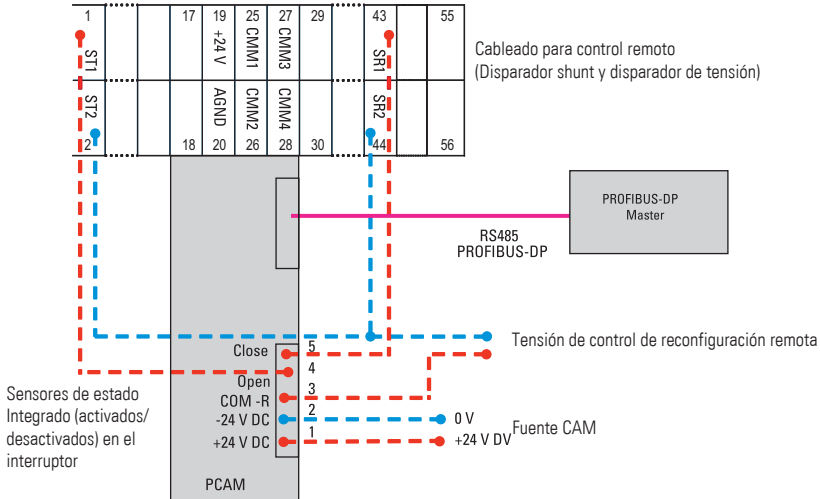 1 17 19 25 27 29 43 55
ST1 +24 V CMM1 CMM3 SR1
ST2 AGND CMM2 CMM4 SR2
2 18 20 26 28 30 44 56
Cableado para control remoto
(Disparador shunt y disparador de tensión)
PROFIBUS-DP
Master
RS485
PROFIBUS-DP
Tensión de control de reconfiguración remota
Close 5
4
Open
COM -R 3
-24 V DC 2 0 V
+24 V DC 1 +24 V DV
Fuente CAM
Sensores de estado
Integrado (activados/
desactivados) en el
interruptor
PCAM